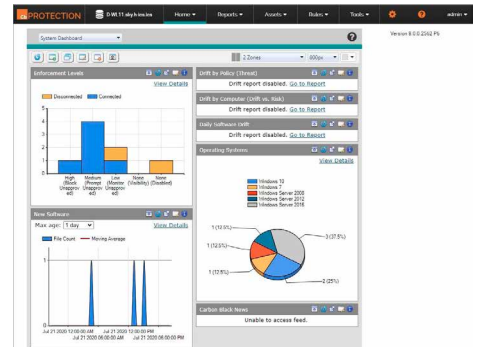 PROTECTION
Home
Reports
Assets
Rules
Tools
admin
System Dashboard
Version 8.0.0.2562 P5
2 Zones
600px
Enforcement Levels
View Details
Disconnected
Connected
5
4
3
2
1
0
High (Block Unapproved)
Medium (Prompt Unapproved)
Low (Monitor Unapproved)
None (Visibility)
None (Disabled)
New Software
Max age: 1 day
View Details
File Count
Moving Average
1
0
Jul 21 2020 12:00:00 AM
Jul 21 2020 06:00:00 AM
Jul 21 2020 12:00:00 PM
Jul 21 2020 06:00:00 PM
Drift by Policy (Threat)
Drift report disabled. Go to Report
Drift by Computer (Drift vs. Risk)
Drift report disabled. Go to Report
Daily Software Drift
Drift report disabled. Go to Report
Operating Systems
View Details
Windows 10
Windows 7
Windows Server 2008
Windows Server 2012
Windows Server 2016
1 (12.5%)
1 (12.5%)
1 (12.5%)
3 (37.5%)
2 (25%)
Carbon Black News
Unable to access feed.